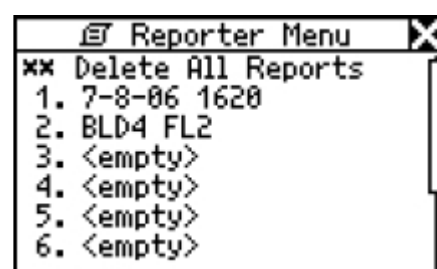 Reporter Menu
×× Delete All Reports
1. 7-8-06 1620
2. BLD4 FL2
3. <empty>
4. <empty>
5. <empty>
6. <empty>